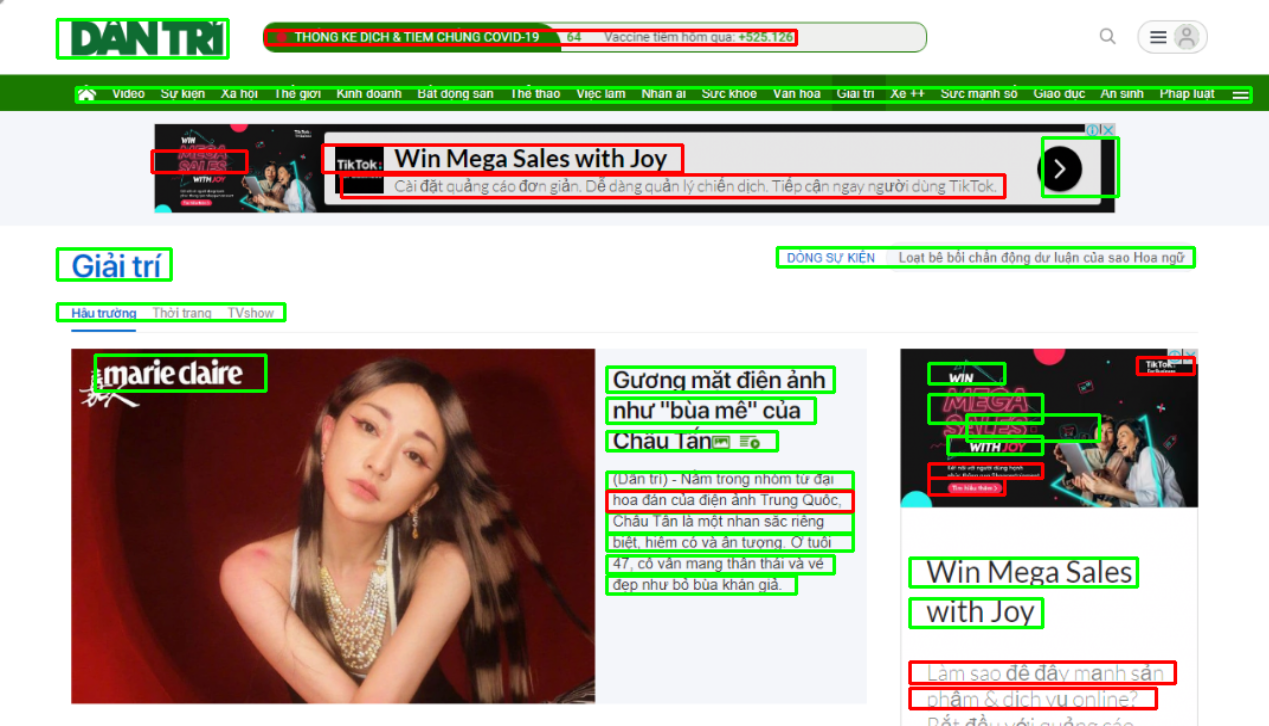 DÂN TRÍ
THỐNG KÊ DỊCH & TIÊM CHỦNG COVID-19 64 Vaccine tiêm hôm qua: +525.126
Video Sự kiện Xã hội Thế giới Kinh doanh Bất động sản Thể thao Việc làm Nhân ái Sức khỏe Văn hóa Giải trí Xe ++ Sức mạnh số Giáo dục An sinh Pháp luật
WIN
MEGA
SALES
WITH JOY
TikTok:
Win Mega Sales with Joy
Cài đặt quảng cáo đơn giản. Dễ dàng quản lý chiến dịch. Tiếp cận ngay người dùng TikTok.
Giải trí
DÒNG SỰ KIỆN Loạt bê bối chấn động dư luận của sao Hoa ngữ
Hậu trường Thời trang TVshow
marie claire
Gương mặt điện ảnh
như "bùa mê" của
Châu Tấn
(Dân trí) - Nằm trong nhóm tứ đại
hoa đán của điện ảnh Trung Quốc,
Châu Tấn là một nhan sắc riêng
biệt, hiếm có và ấn tượng. Ở tuổi
47, cô vẫn mang thần thái và vẻ
đẹp như bỏ bùa khán giả.
TikTok:
WIN
MEGA
SALES
WITH JOY
Tìm hiểu thêm
Win Mega Sales
with Joy
Làm sao để đẩy mạnh sản
phẩm & dịch vụ online?
Bắt đầu với quảng cáo